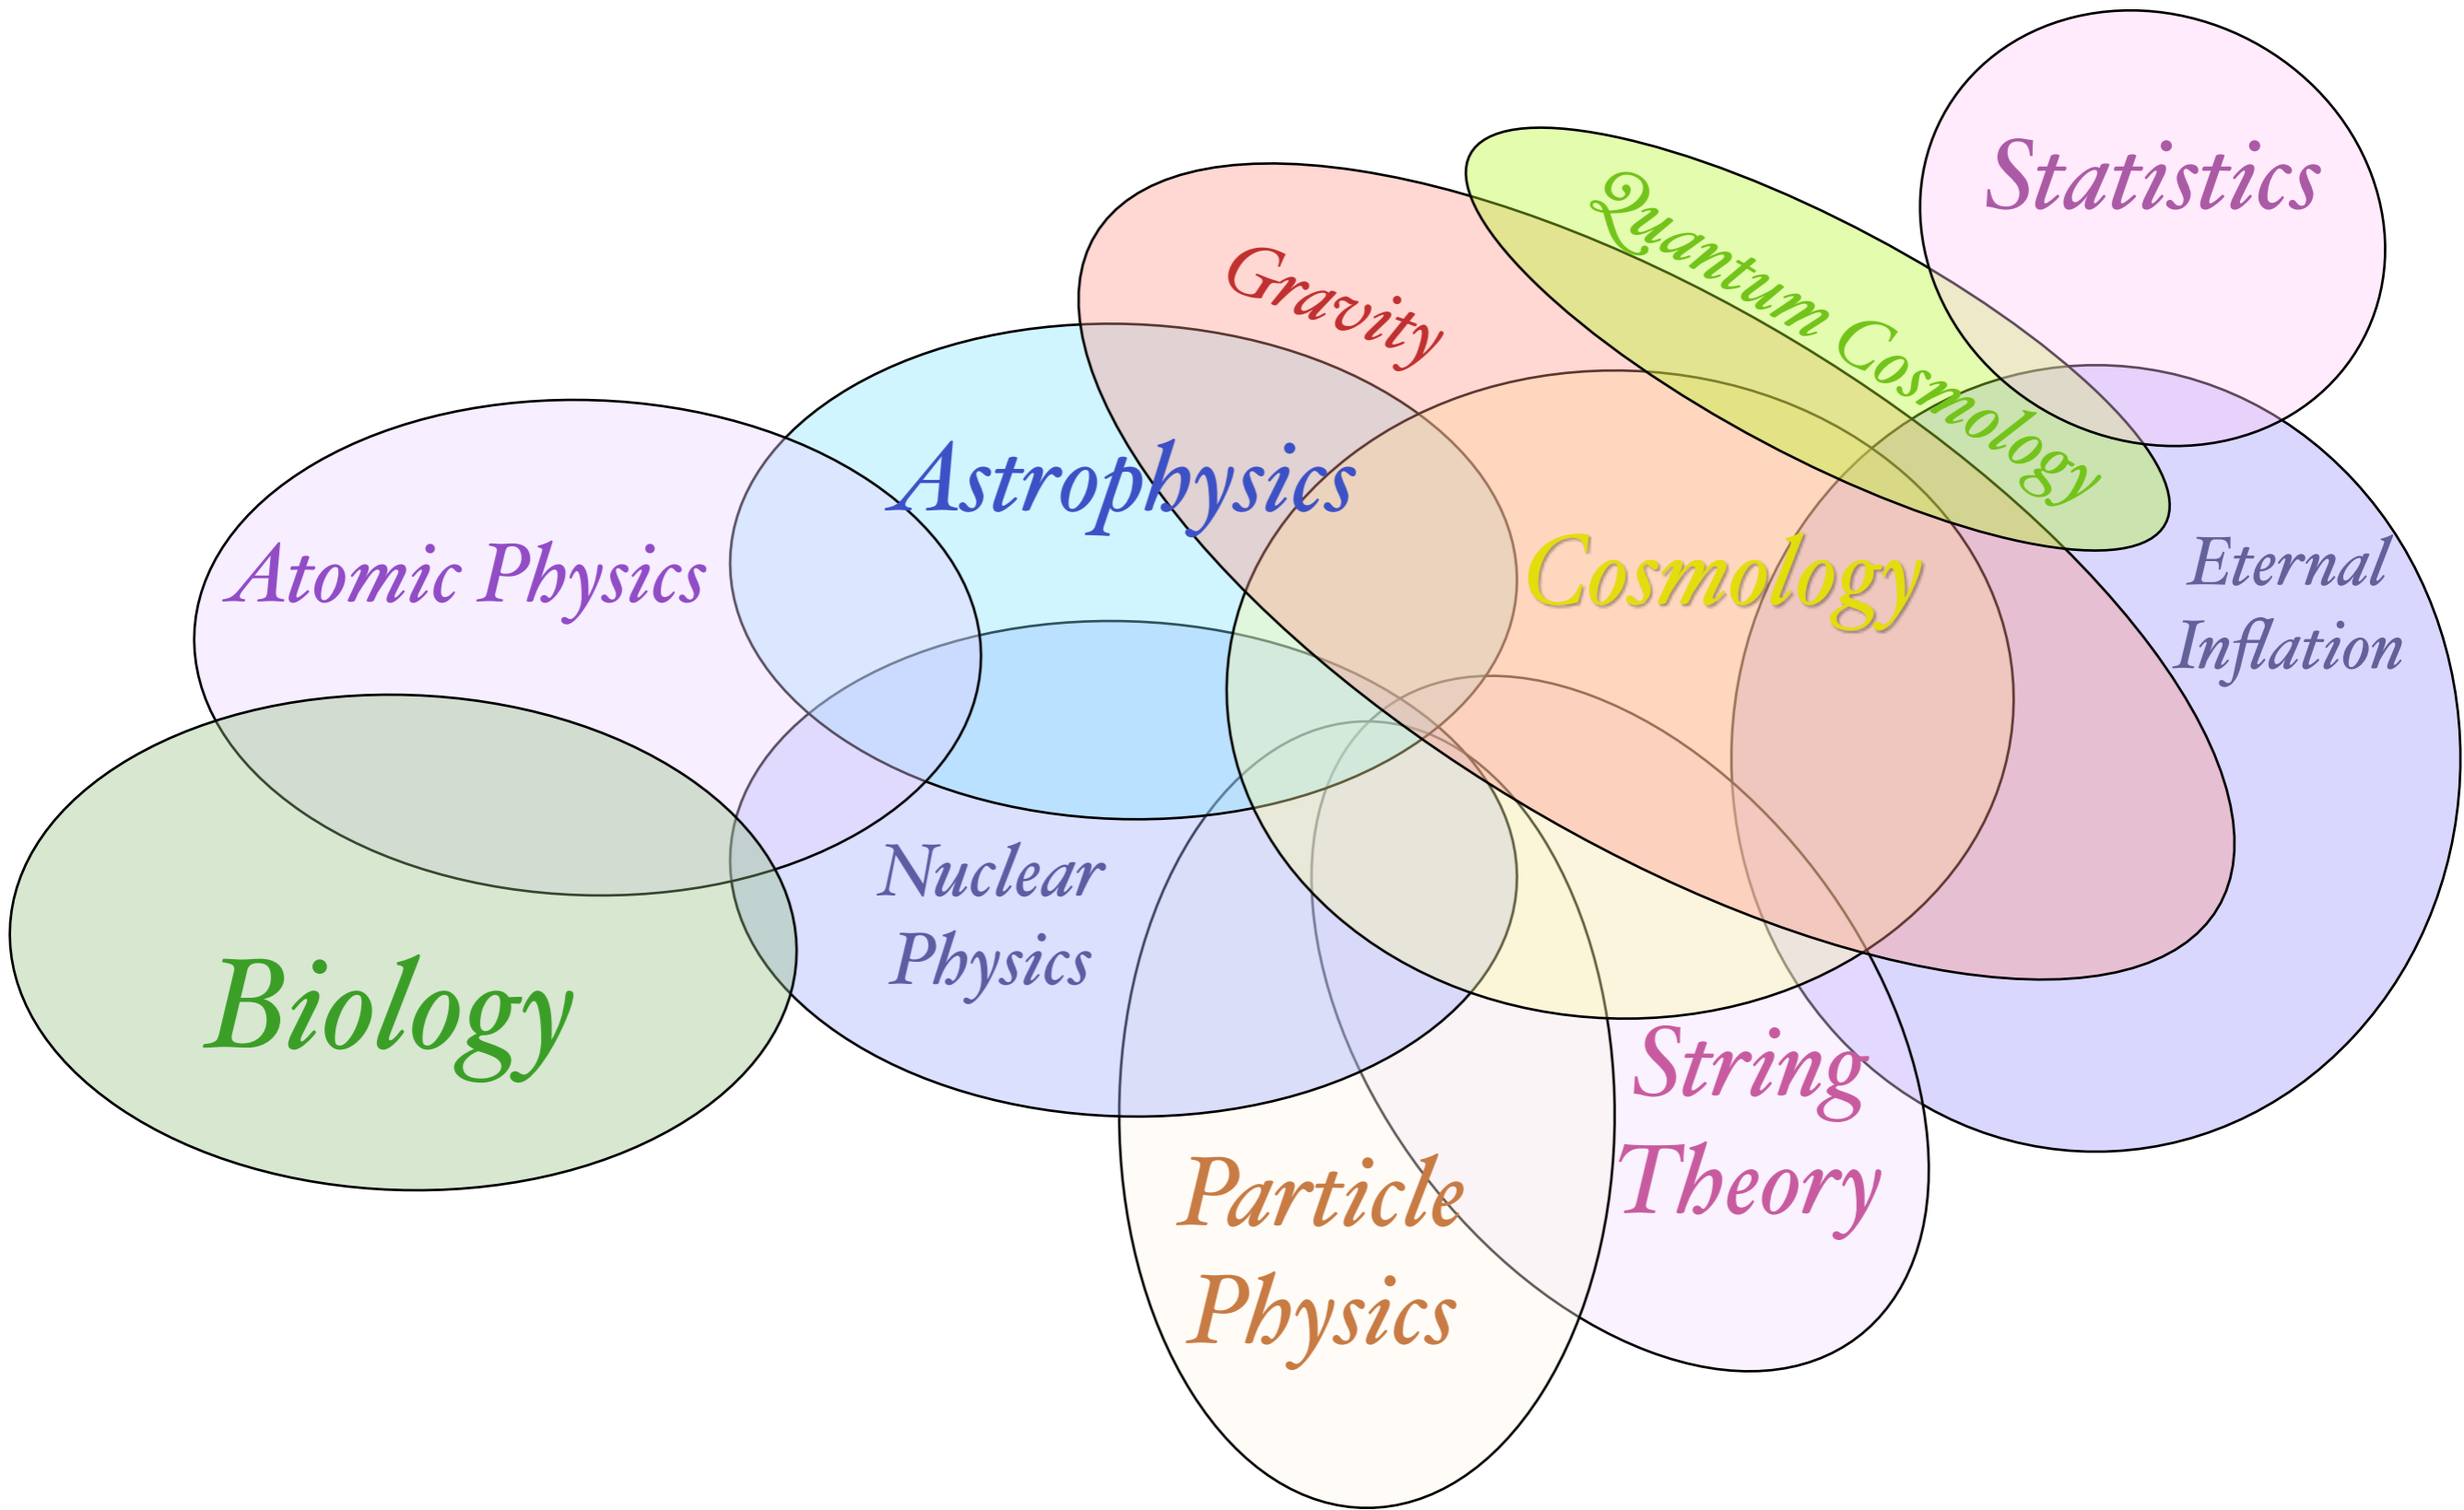 Statistics
Quantum Cosmology
Gravity
Astrophysics
Atomic Physics
Cosmology
Eternal
Inflation
Nuclear
Physics
Biology
String
Theory
Particle
Physics